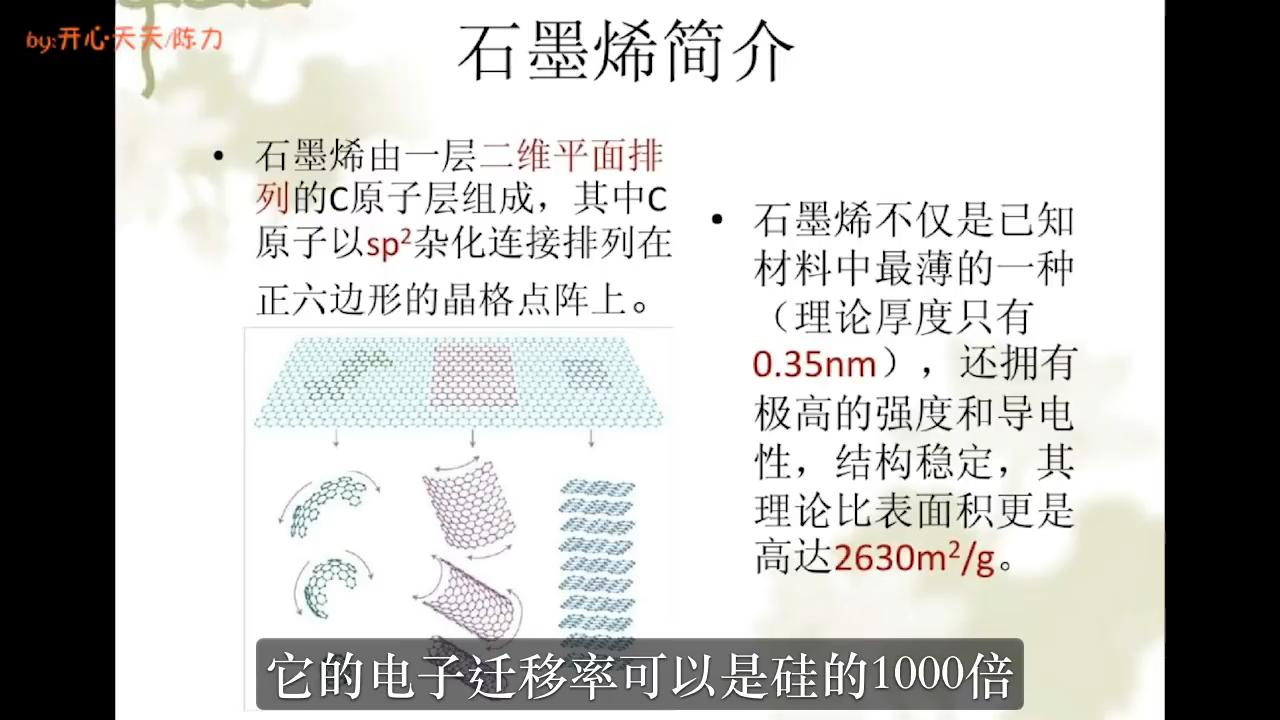 by:开心天天/陈力
石墨烯简介
• 石墨烯由一层二维平面排
列的C原子层组成，其中C
原子以sp²杂化连接排列在
正六边形的晶格点阵上。
• 石墨烯不仅是已知
材料中最薄的一种
（理论厚度只有
0.35nm），还拥有
极高的强度和导电
性，结构稳定，其
理论比表面积更是
高达2630m²/g。
它的电子迁移率可以是硅的1000倍